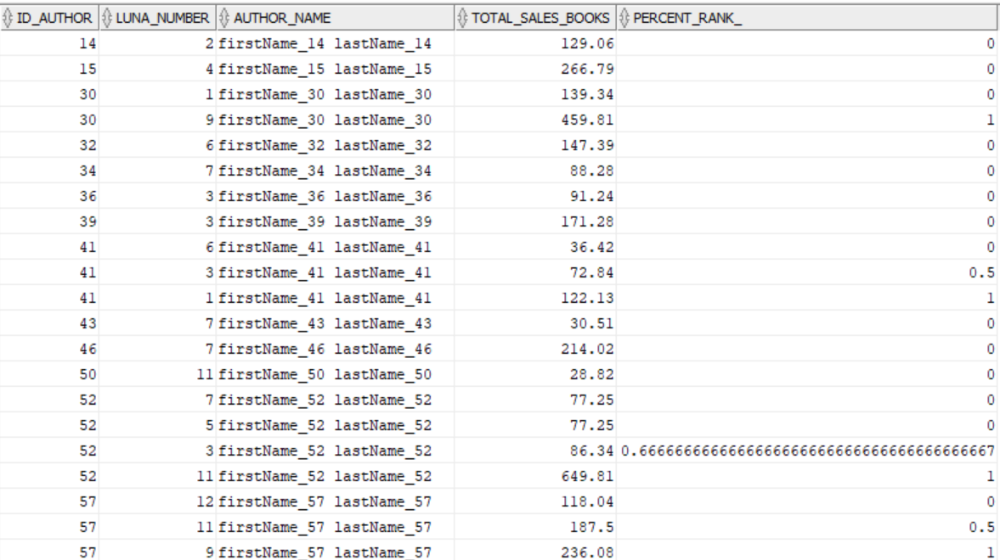 ID_AUTHOR LUNA_NUMBER AUTHOR_NAME TOTAL_SALES_BOOKS PERCENT_RANK_
14 2 firstName_14 lastName_14 129.06 0
15 4 firstName_15 lastName_15 266.79 0
30 1 firstName_30 lastName_30 139.34 0
30 9 firstName_30 lastName_30 459.81 1
32 6 firstName_32 lastName_32 147.39 0
34 7 firstName_34 lastName_34 88.28 0
36 3 firstName_36 lastName_36 91.24 0
39 3 firstName_39 lastName_39 171.28 0
41 6 firstName_41 lastName_41 36.42 0
41 3 firstName_41 lastName_41 72.84 0.5
41 1 firstName_41 lastName_41 122.13 1
43 7 firstName_43 lastName_43 30.51 0
46 7 firstName_46 lastName_46 214.02 0
50 11 firstName_50 lastName_50 28.82 0
52 7 firstName_52 lastName_52 77.25 0
52 5 firstName_52 lastName_52 77.25 0
52 3 firstName_52 lastName_52 86.34 0.6666666666666666666666666666666666666667
52 11 firstName_52 lastName_52 649.81 1
57 12 firstName_57 lastName_57 118.04 0
57 11 firstName_57 lastName_57 187.5 0.5
57 9 firstName_57 lastName_57 236.08 1